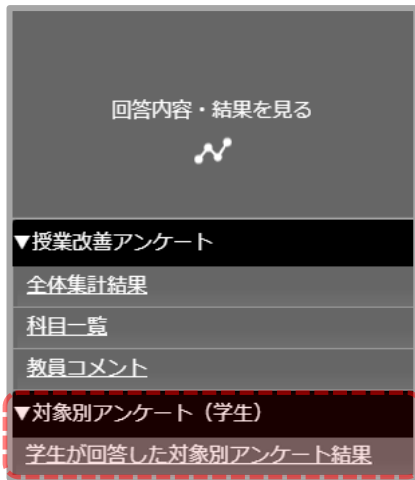 回答内容・結果を見る
▼授業改善アンケート
全体集計結果
科目一覧
教員コメント
▼対象別アンケート（学生）
学生が回答した対象別アンケート結果